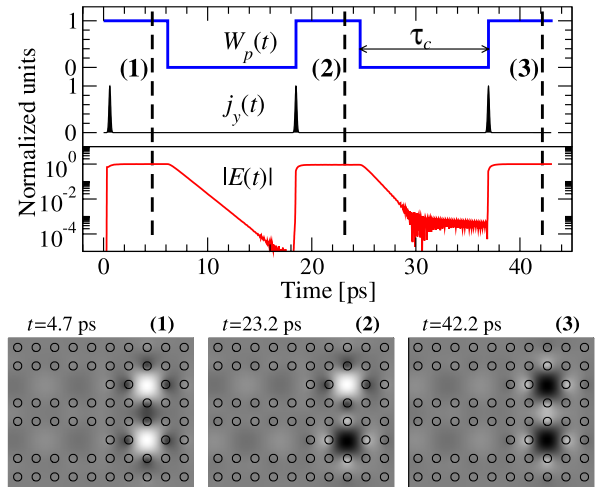 Normalized units
1
0
W_p(t)
τ_c
(1) (2) (3)
1
0
j_y(t)
10^0
10^-2
10^-4
|E(t)|
0 10 20 30 40
Time [ps]
t=4.7 ps (1) t=23.2 ps (2) t=42.2 ps (3)